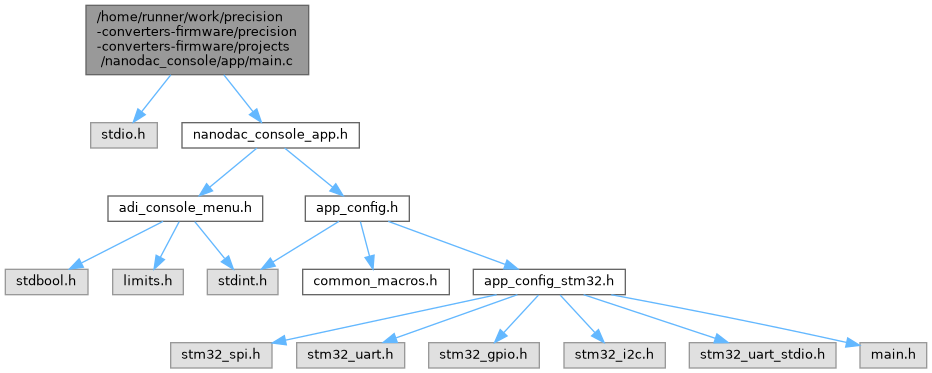 /home/runner/work/precision
-converters-firmware/precision
-converters-firmware/projects
/nanodac_console/app/main.c
stdio.h
nanodac_console_app.h
adi_console_menu.h
app_config.h
stdbool.h
limits.h
stdint.h
common_macros.h
app_config_stm32.h
stm32_spi.h
stm32_uart.h
stm32_gpio.h
stm32_i2c.h
stm32_uart_stdio.h
main.h